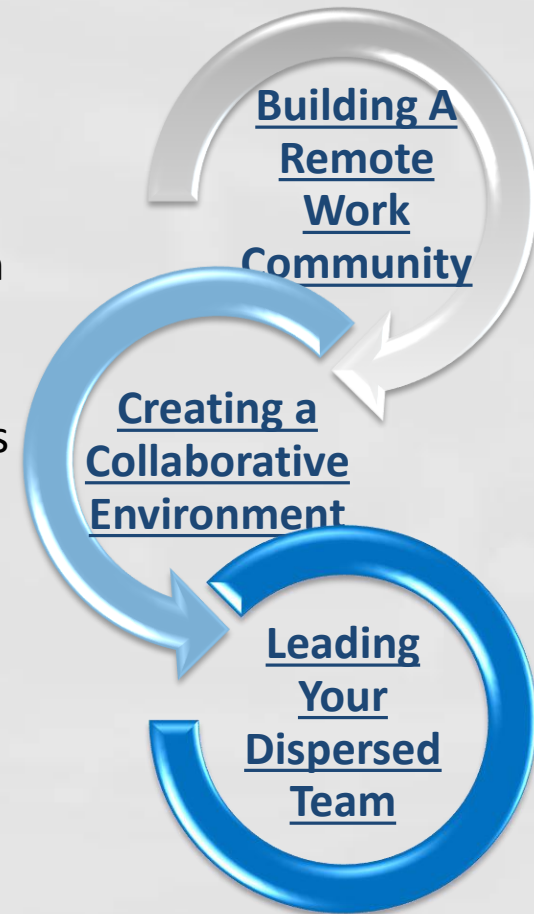 Building A
Remote
Work
Community
Creating a
Collaborative
Environment
Leading
Your
Dispersed
Team